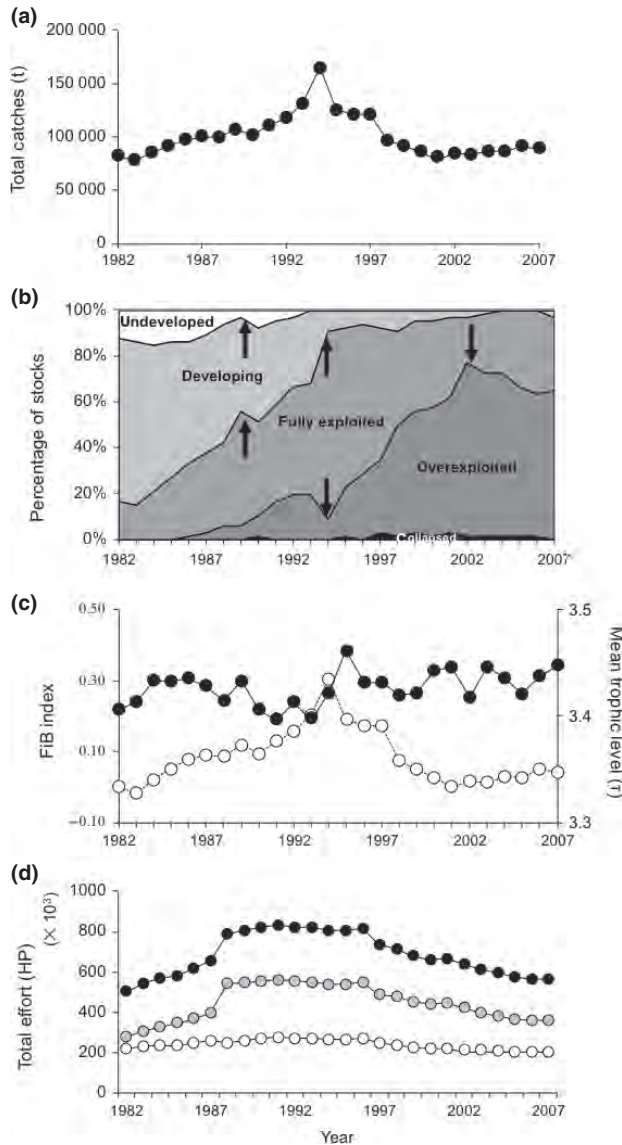 (a)
Total catches (t)
200 000
150 000
100 000
50 000
0
1982 1987 1992 1997 2002 2007
(b)
Percentage of stocks
100%
80%
60%
40%
20%
0%
Undeveloped
Developing
Fully exploited
Overexploited
Collapsed
1982 1987 1992 1997 2002 2007
(c)
FiB index
0.50
0.30
0.10
−0.10
3.5
3.4
3.3
Mean trophic level (τ)
1982 1987 1992 1997 2002 2007
(d)
Total effort (HP)
(× 10³)
1000
800
600
400
200
0
1982 1987 1992 1997 2002 2007
Year